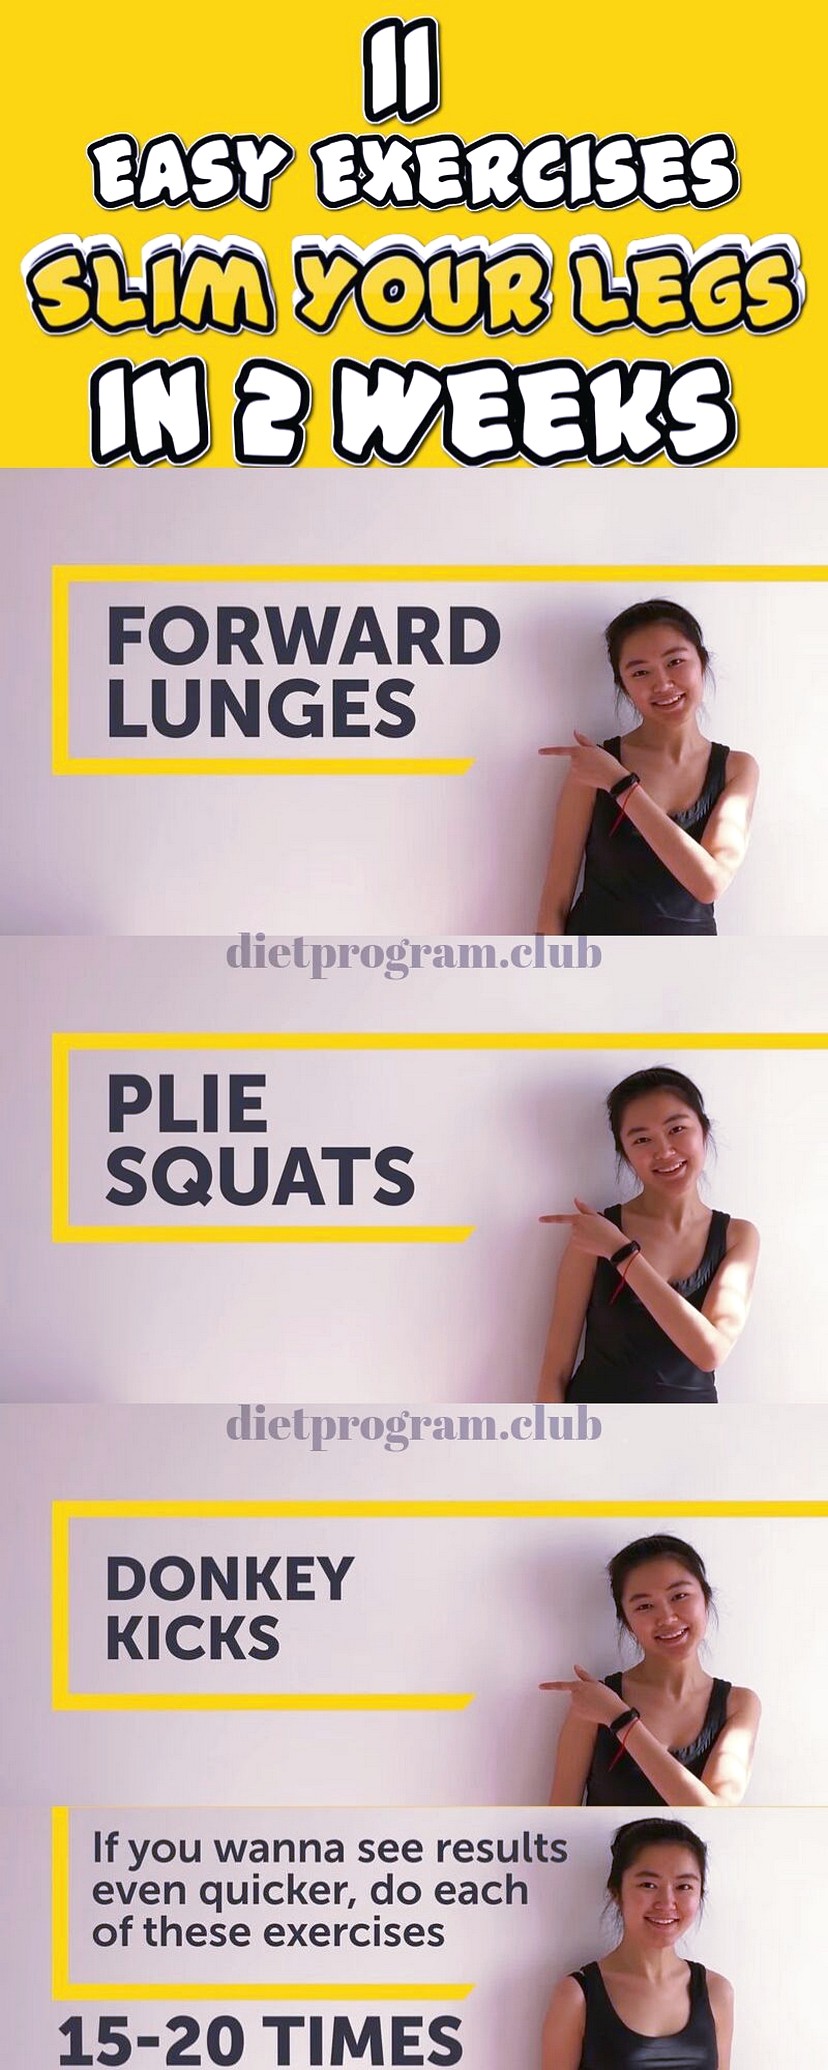 11
EASY EXERCISES
SLIM YOUR LEGS
IN 2 WEEKS
FORWARD
LUNGES
dietprogram.club
PLIE
SQUATS
dietprogram.club
DONKEY
KICKS
If you wanna see results
even quicker, do each
of these exercises
15-20 TIMES